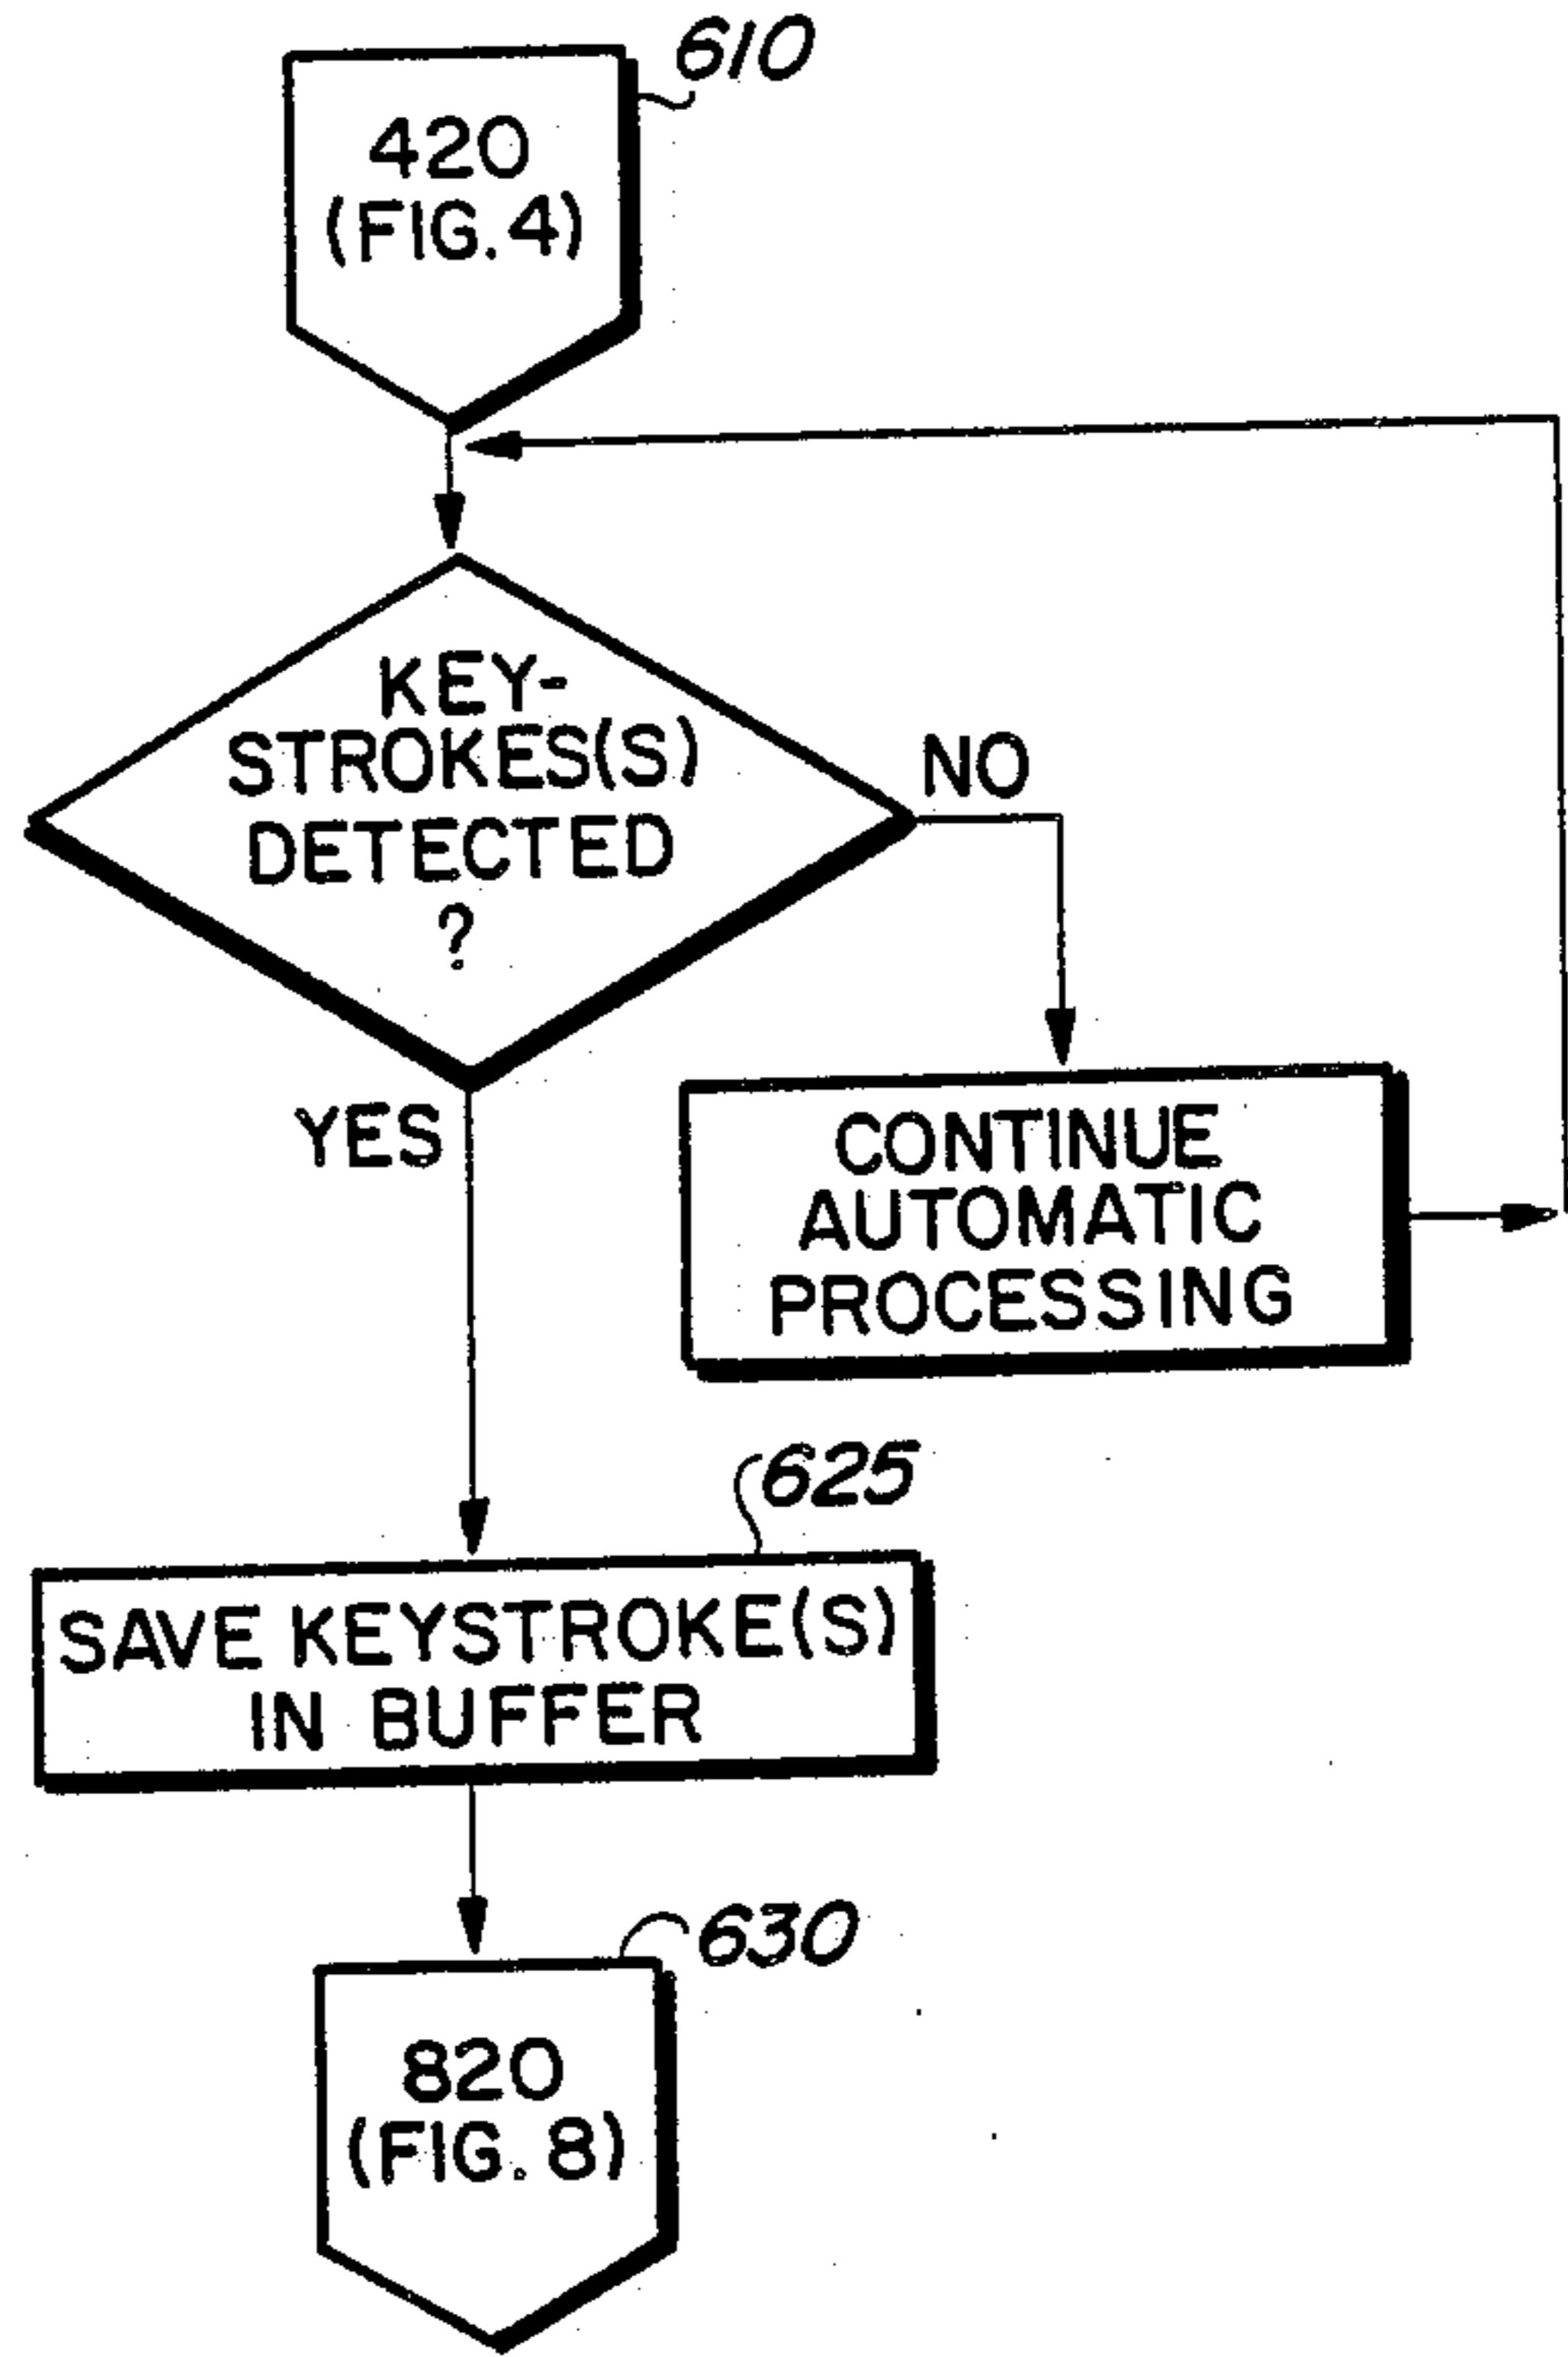 610
420
(FIG. 4)
KEY-
STROKES(S)
DETECTED
?
NO
YES
CONTINUE
AUTOMATIC
PROCESSING
625
SAVE KEYSTROKE(S)
IN BUFFER
630
820
(FIG. 8)